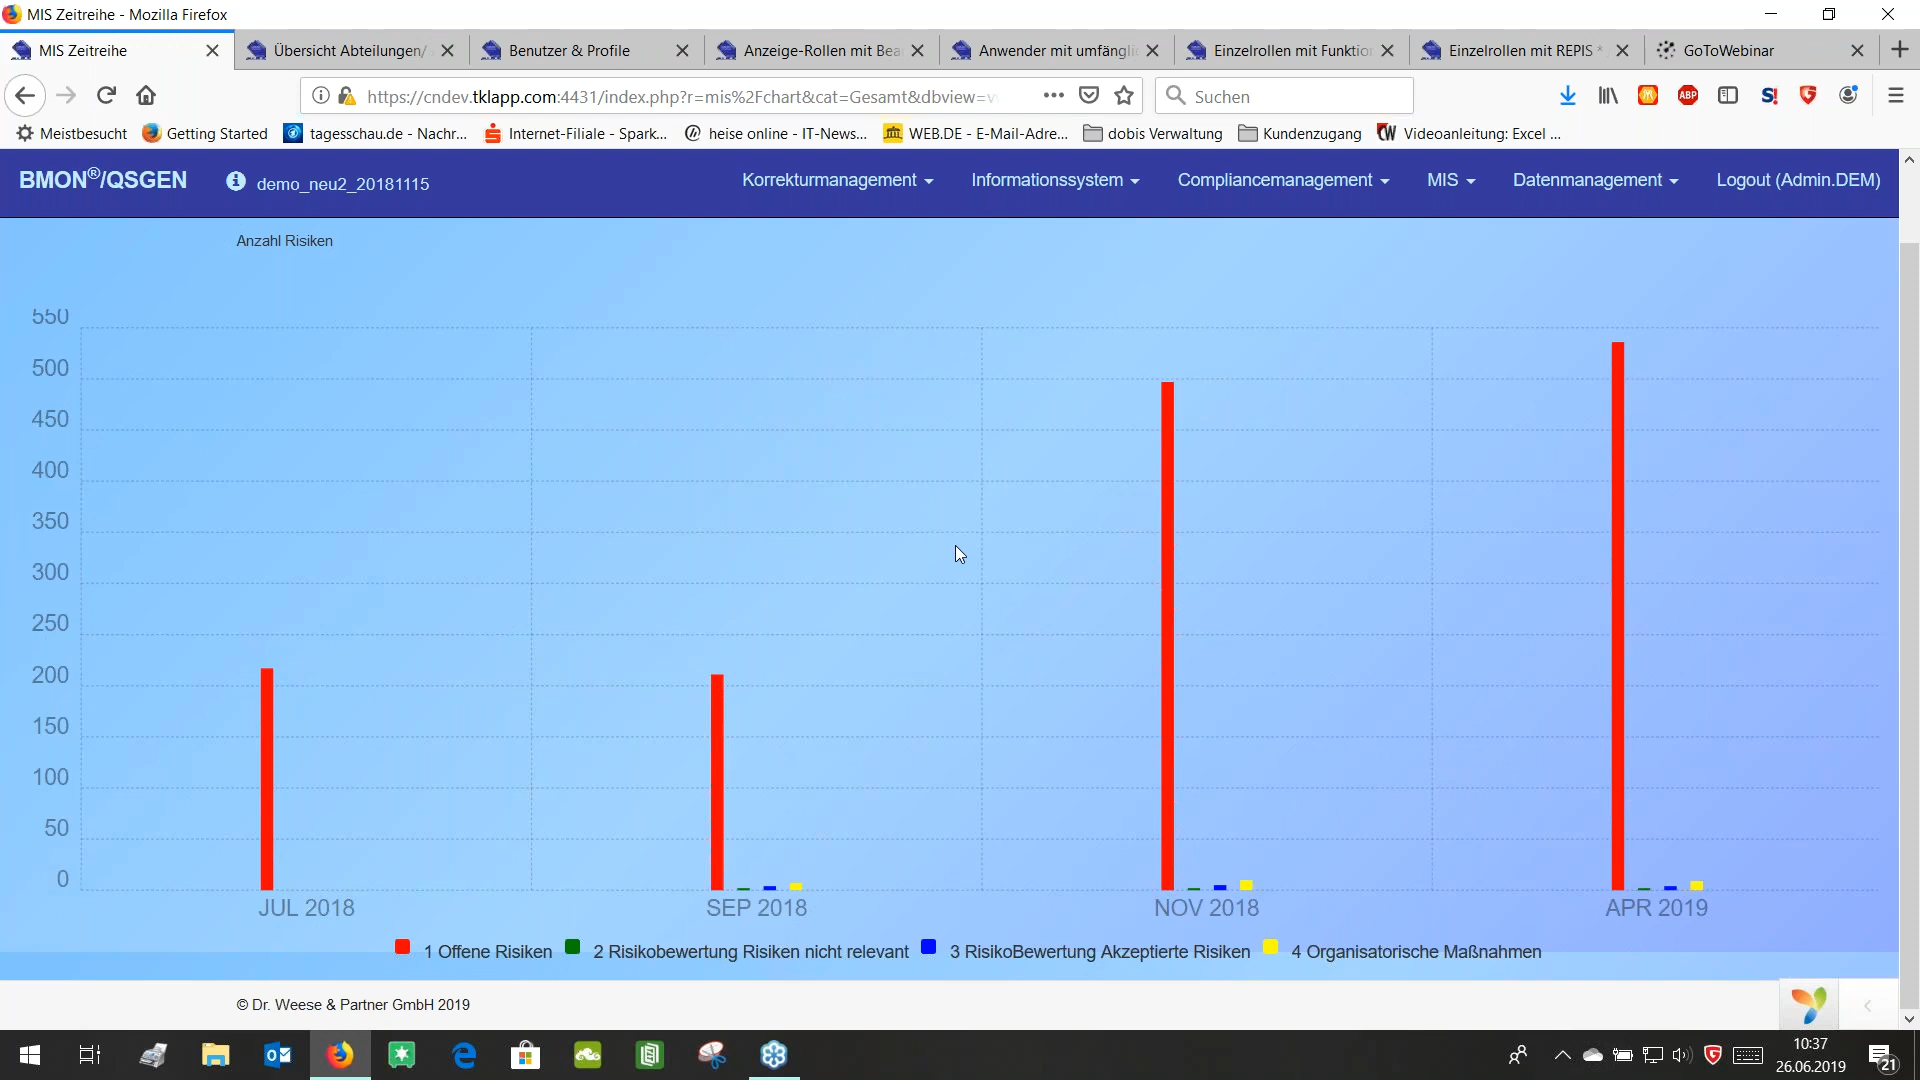 MIS Zeitreihe - Mozilla Firefox
MIS Zeitreihe
Übersicht Abteilungen/
Benutzer & Profile
Anzeige-Rollen mit Bea
Anwender mit umfängli
Einzelrollen mit Funktio
Einzelrollen mit REPIS *
GoToWebinar
https://cndev.tklapp.com:4431/index.php?r=mis%2Fchart&cat=Gesamt&dbview=v
Suchen
Meistbesucht
Getting Started
tagesschau.de - Nachr...
Internet-Filiale - Spark...
heise online - IT-News...
WEB.DE - E-Mail-Adre...
dobis Verwaltung
Kundenzugang
Videoanleitung: Excel ...
BMON®/QSGEN
demo_neu2_20181115
Korrekturmanagement
Informationssystem
Compliancemanagement
MIS
Datenmanagement
Logout (Admin.DEM)
Anzahl Risiken
550
500
450
400
350
300
250
200
150
100
50
0
JUL 2018
SEP 2018
NOV 2018
APR 2019
1 Offene Risiken
2 Risikobewertung Risiken nicht relevant
3 RisikoBewertung Akzeptierte Risiken
4 Organisatorische Maßnahmen
© Dr. Weese & Partner GmbH 2019
10:37
26.06.2019
21